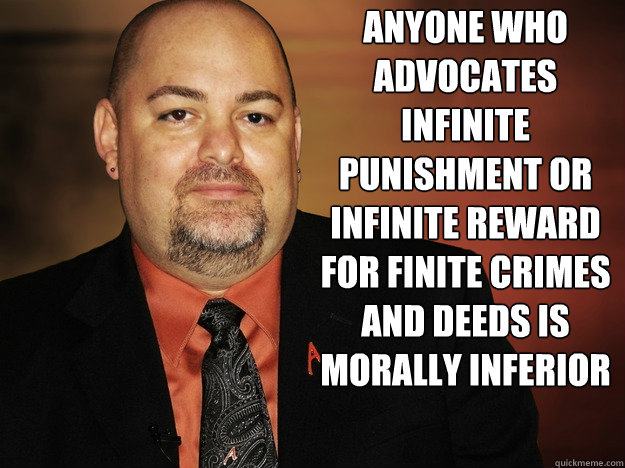 ANYONE WHO
ADVOCATES
INFINITE
PUNISHMENT OR
INFINITE REWARD
FOR FINITE CRIMES
AND DEEDS IS
MORALLY INFERIOR
A
A
quickmeme.com